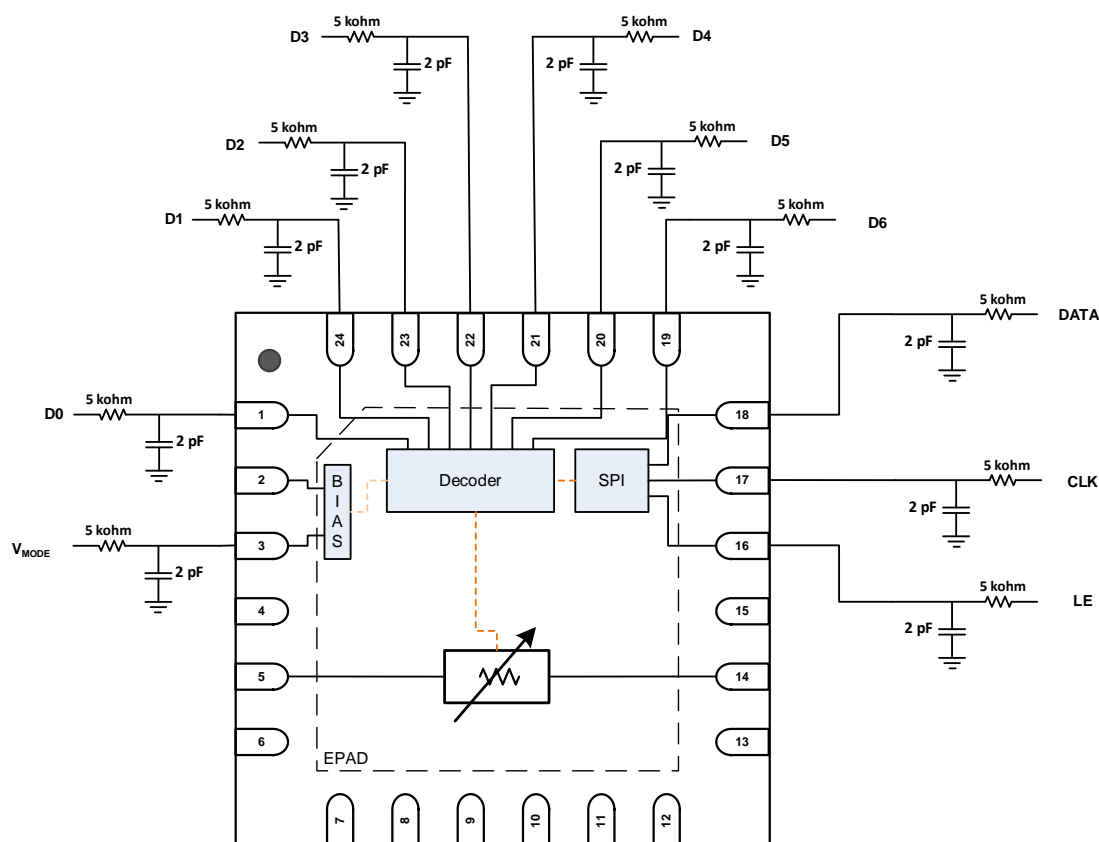 5 kohm
D3
2 pF
5 kohm
D4
2 pF
5 kohm
D2
2 pF
5 kohm
D5
2 pF
5 kohm
D1
2 pF
5 kohm
D6
2 pF
5 kohm
DATA
2 pF
24
23
22
21
20
19
5 kohm
D0
2 pF
1
18
2
BIAS
Decoder
SPI
17
5 kohm
CLK
2 pF
5 kohm
VMODE
2 pF
3
16
5 kohm
LE
2 pF
4
15
5
14
6
13
EPAD
7
8
9
10
11
12